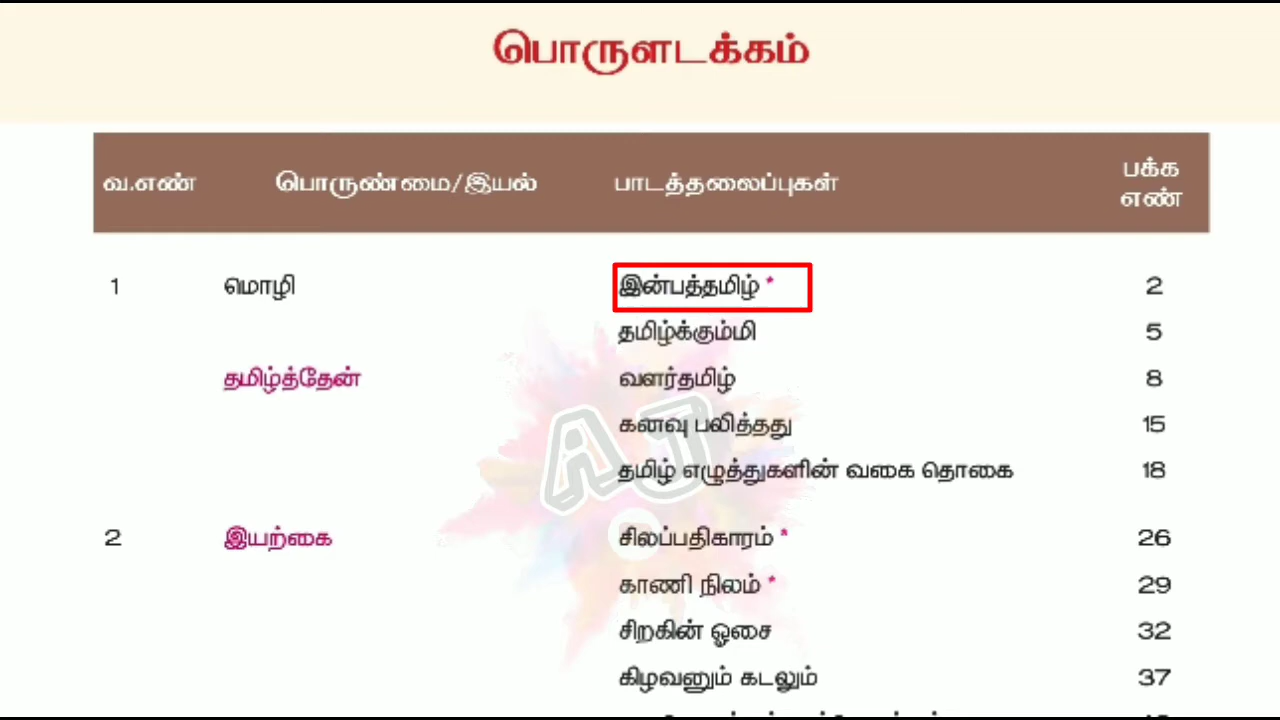 பொருளடக்கம்
வ.எண் பொருண்மை/இயல் பாடத்தலைப்புகள் பக்க எண்
1 மொழி இன்பத்தமிழ் * 2
தமிழ்க்கும்மி 5
தமிழ்த்தேன் வளர்தமிழ் 8
கனவு பலித்தது 15
தமிழ் எழுத்துகளின் வகை தொகை 18
2 இயற்கை சிலப்பதிகாரம் * 26
காணி நிலம் * 29
சிறகின் ஓசை 32
கிழவனும் கடலும் 37
AJ